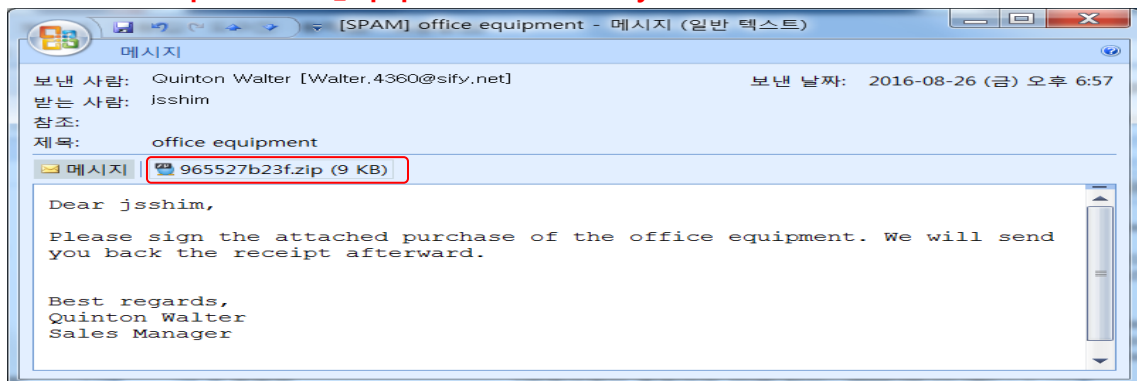 [SPAM] office equipment - 메시지 (일반 텍스트)
메시지
보낸 사람: Quinton Walter [Walter.4360@sify.net] 보낸 날짜: 2016-08-26 (금) 오후 6:57
받는 사람: jsshim
참조:
제목: office equipment
메시지 965527b23f.zip (9 KB)
Dear jsshim,
Please sign the attached purchase of the office equipment. We will send
you back the receipt afterward.
Best regards,
Quinton Walter
Sales Manager